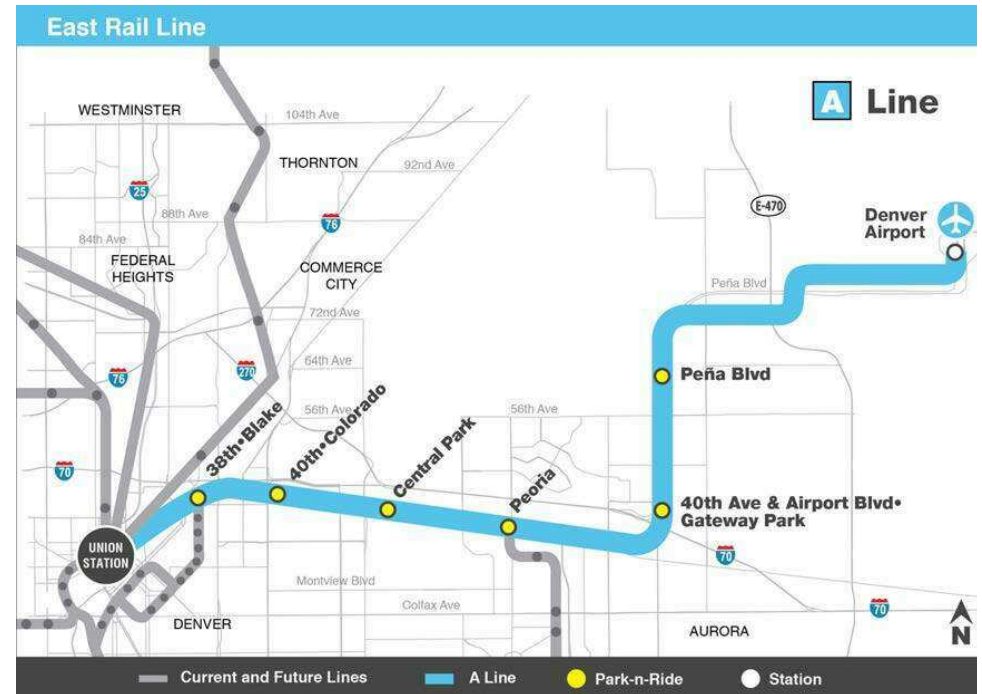 East Rail Line
A Line
WESTMINSTER
104th Ave
THORNTON
92nd Ave
25
76
88th Ave
E-470
Denver
Airport
84th Ave
FEDERAL
HEIGHTS
COMMERCE
CITY
Peña Blvd
72nd Ave
64th Ave
76
270
Peña Blvd
56th Ave
56th Ave
38th•Blake
40th•Colorado
Central Park
Peoria
70
40th Ave & Airport Blvd•
Gateway Park
UNION
STATION
70
Montview Blvd
Colfax Ave
70
DENVER
AURORA
N
Current and Future Lines
A Line
Park-n-Ride
Station